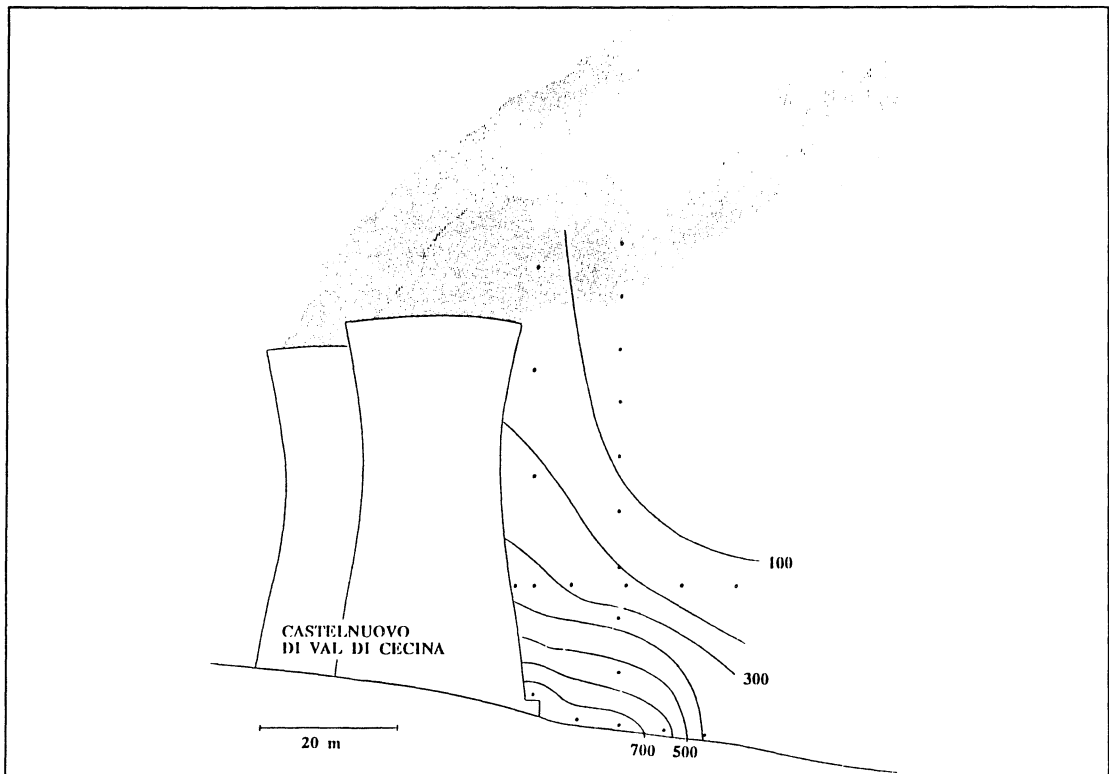 100
CASTELNUOVO
DI VAL DI CECINA
300
20 m
700 500